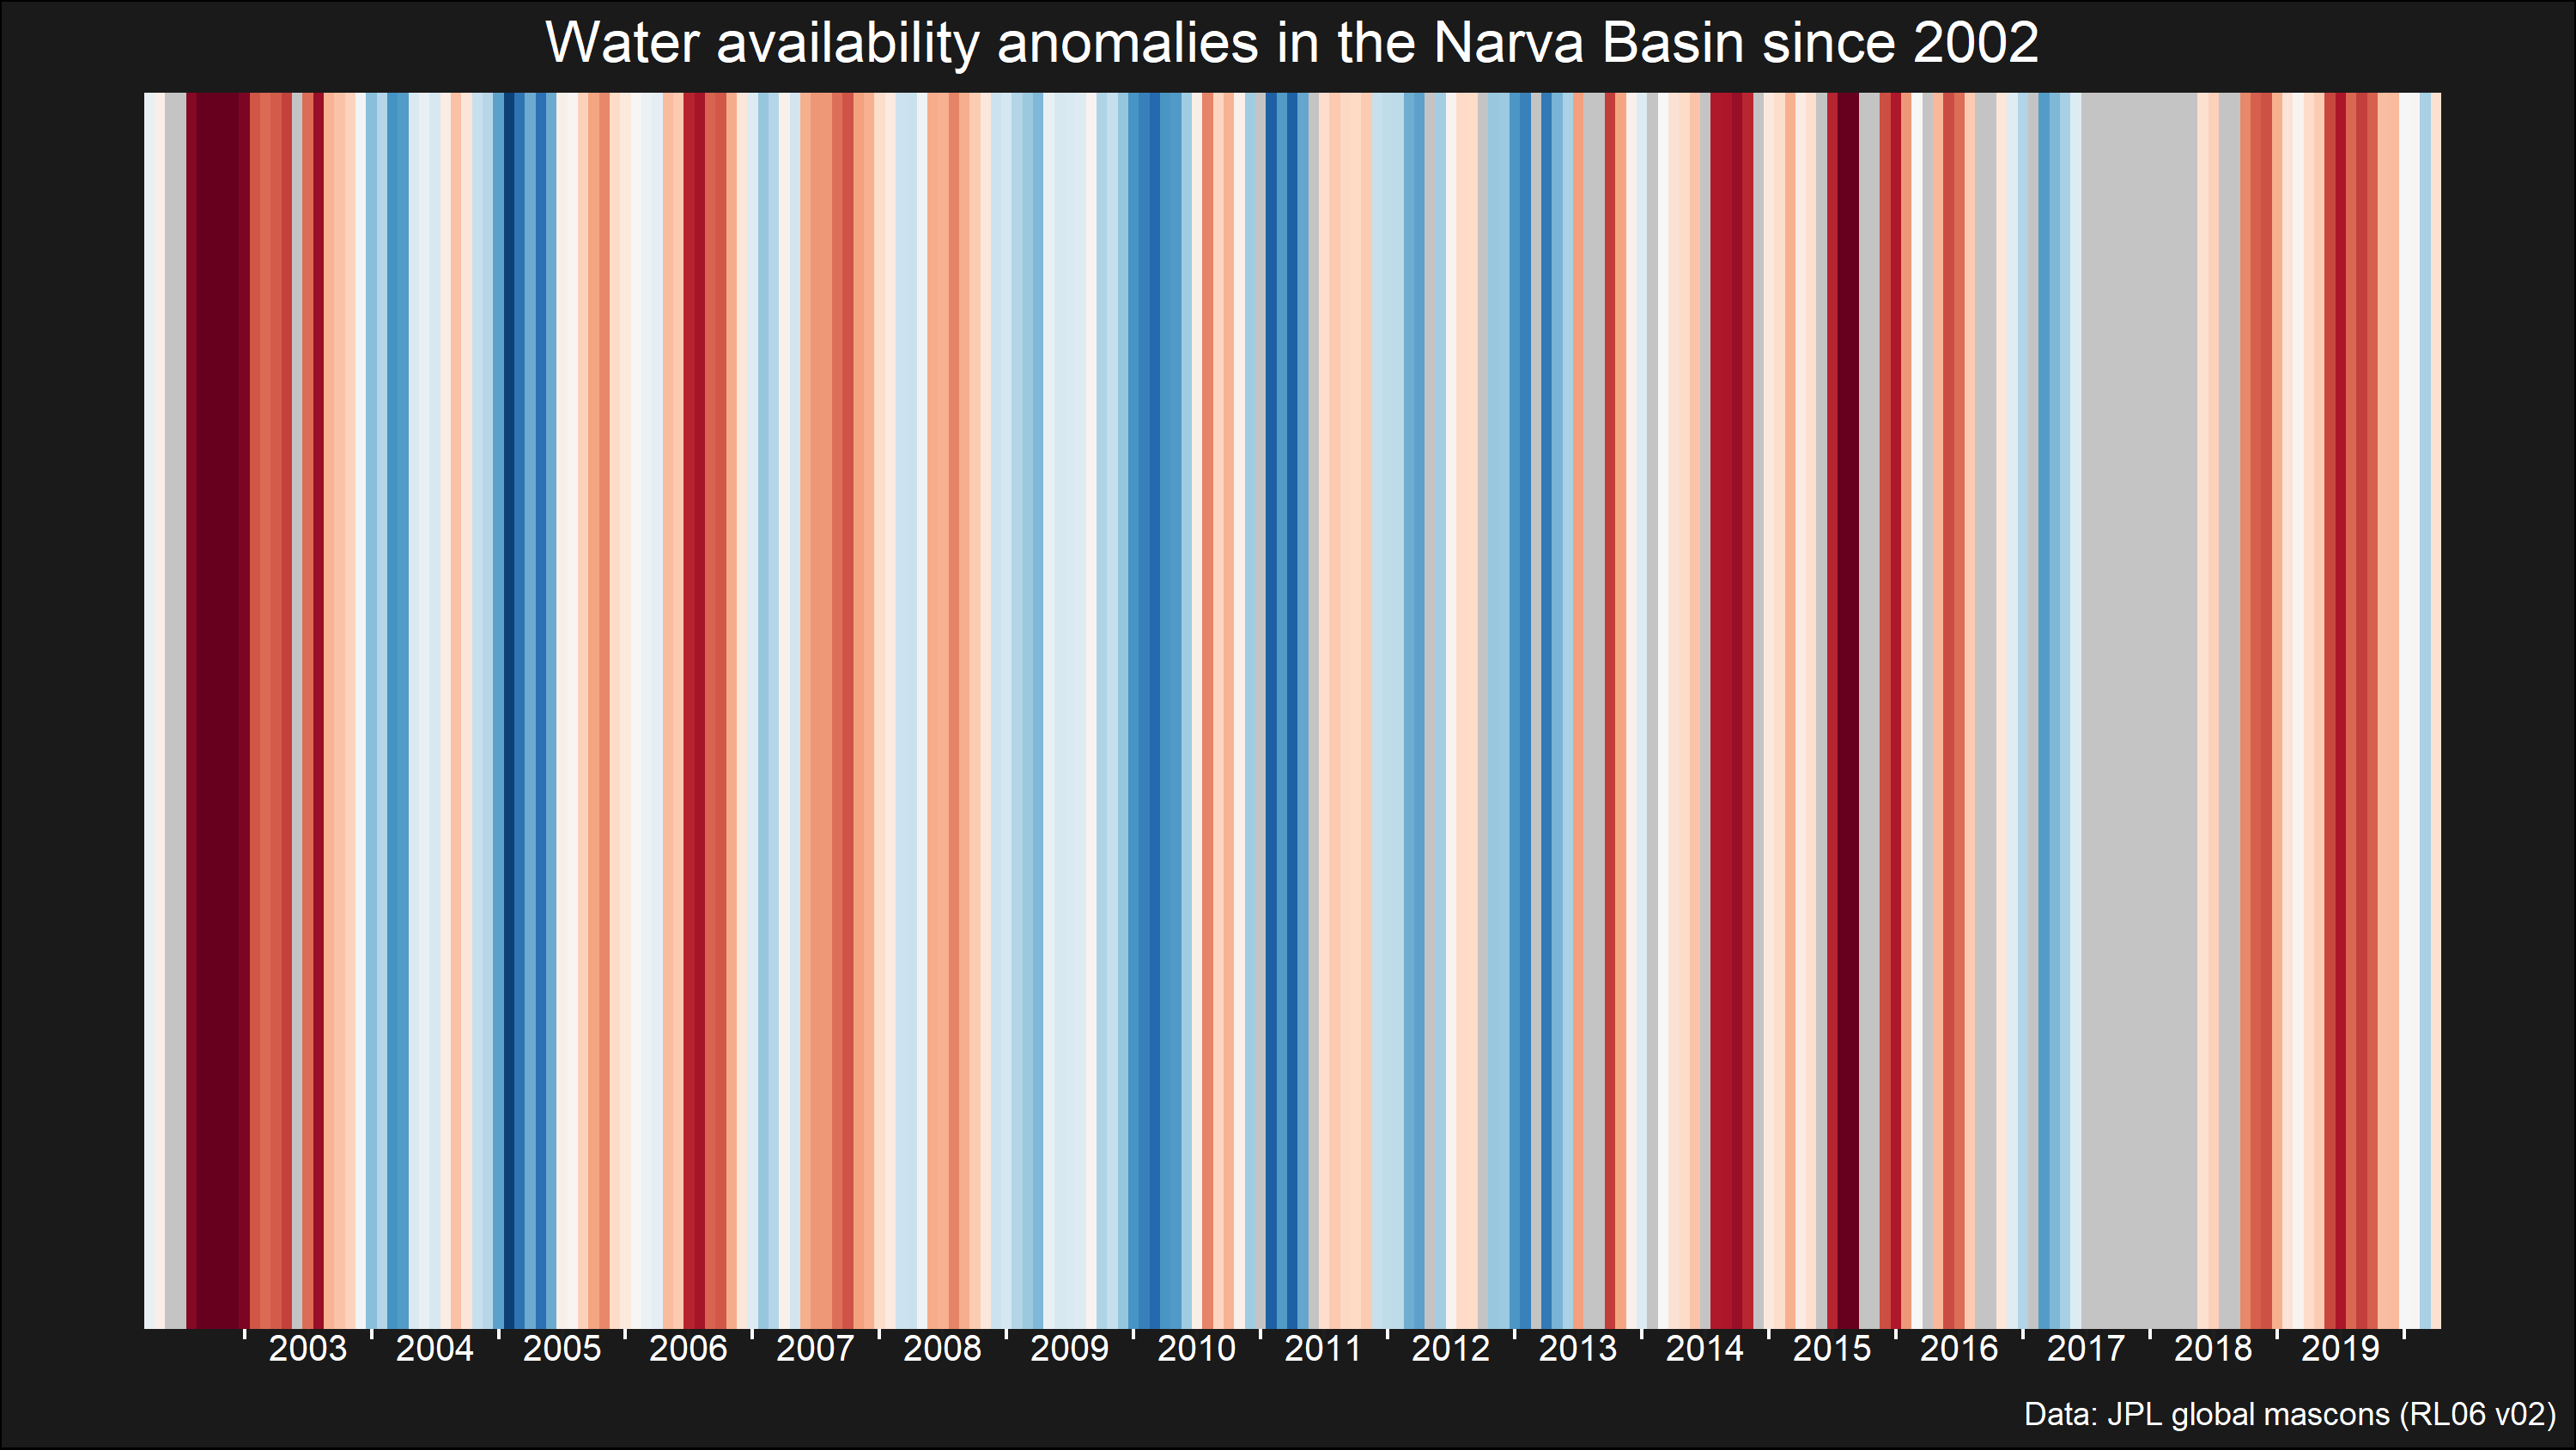 Water availability anomalies in the Narva Basin since 2002
2003 2004 2005 2006 2007 2008 2009 2010 2011 2012 2013 2014 2015 2016 2017 2018 2019
Data: JPL global mascons (RL06 v02)